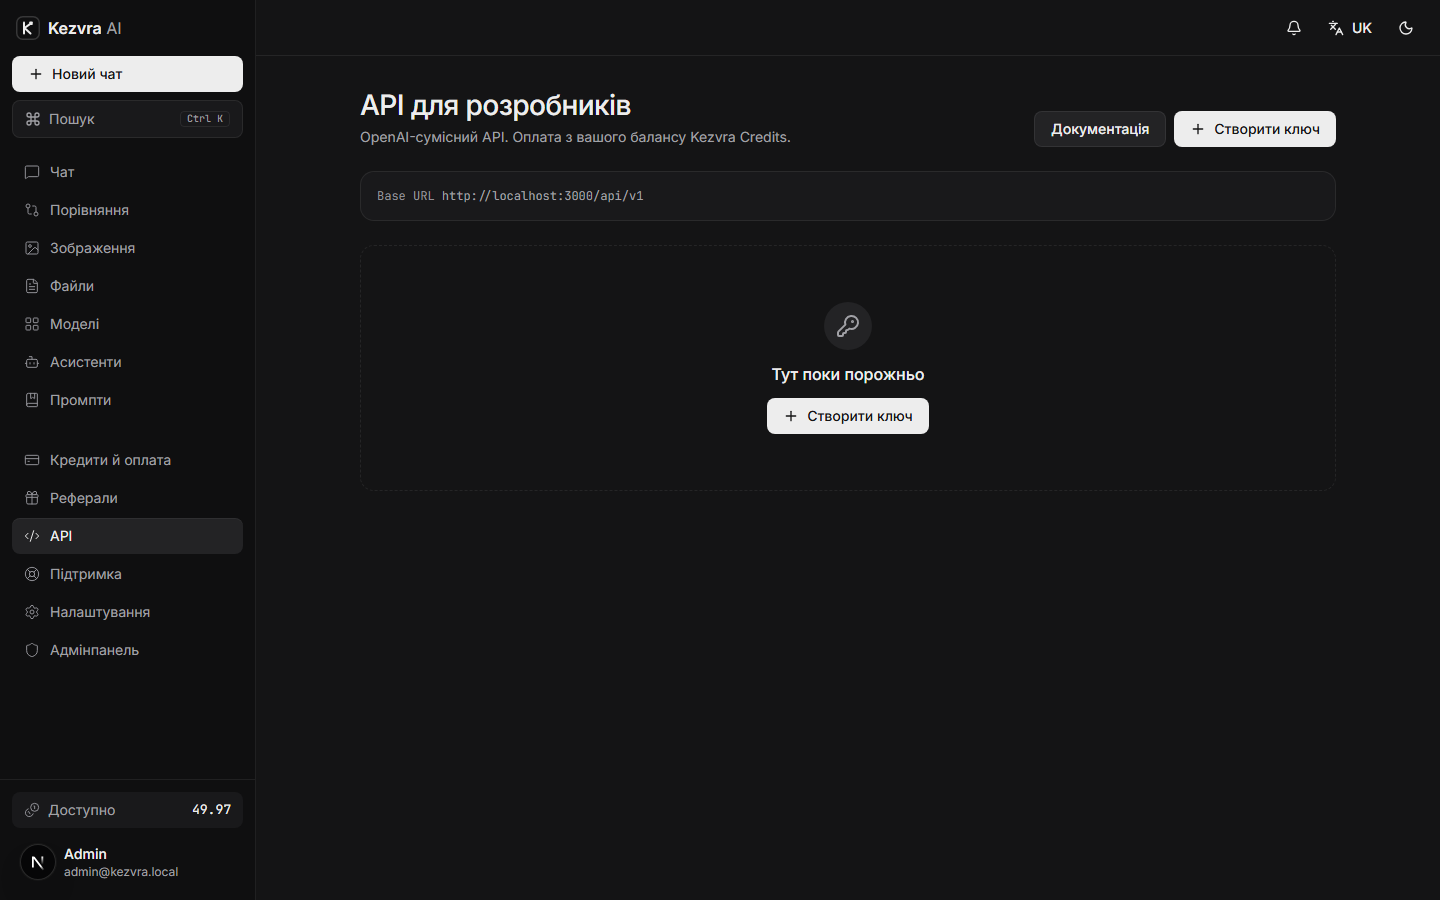 Kezvra AI
Новий чат
Пошук Ctrl K
Чат
Порівняння
Зображення
Файли
Моделі
Асистенти
Промпти
Кредити й оплата
Реферали
API
Підтримка
Налаштування
Адмінпанель
Доступно 49.97
Admin
admin@kezvra.local
UK
API для розробників
OpenAI-сумісний API. Оплата з вашого балансу Kezvra Credits.
Документація
Створити ключ
Base URL http://localhost:3000/api/v1
Тут поки порожньо
Створити ключ